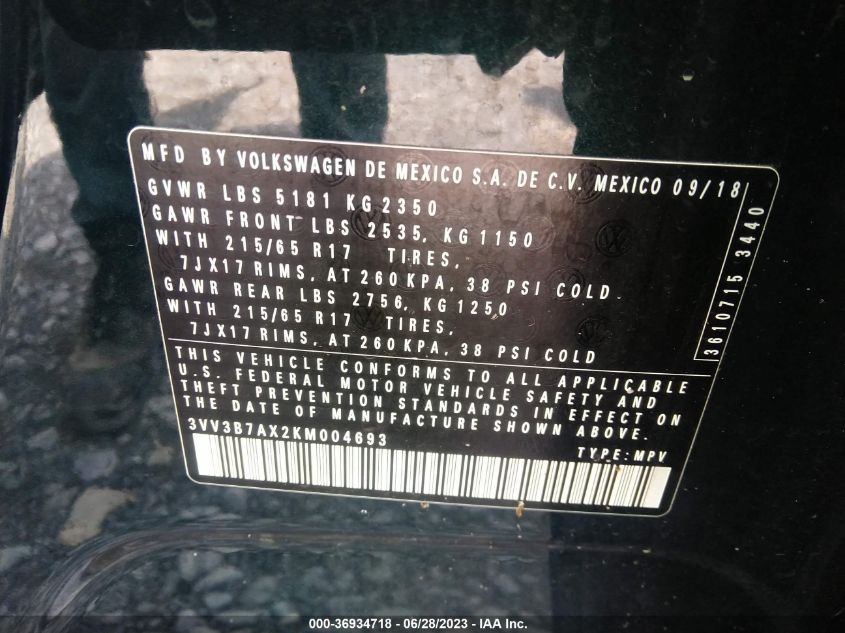 MFD BY VOLKSWAGEN DE MEXICO S.A. DE C.V. MEXICO 09/18
GVWR LBS 5181 KG 2350
GAWR FRONT LBS 2535, KG 1150
WITH 215/65 R17 TIRES,
7JX17 RIMS, AT 260 KPA, 38 PSI COLD.
GAWR REAR LBS 2756, KG 1250
WITH 215/65 R17 TIRES,
7JX17 RIMS, AT 260 KPA, 38 PSI COLD
3610715 3440
THIS VEHICLE CONFORMS TO ALL APPLICABLE
U.S. FEDERAL MOTOR VEHICLE SAFETY AND
THEFT PREVENTION STANDARDS IN EFFECT ON
THE DATE OF MANUFACTURE SHOWN ABOVE.
3VV3B7AX2KM004693
TYPE:MPV
000-36934718 - 06/28/2023 - © IAA Inc.